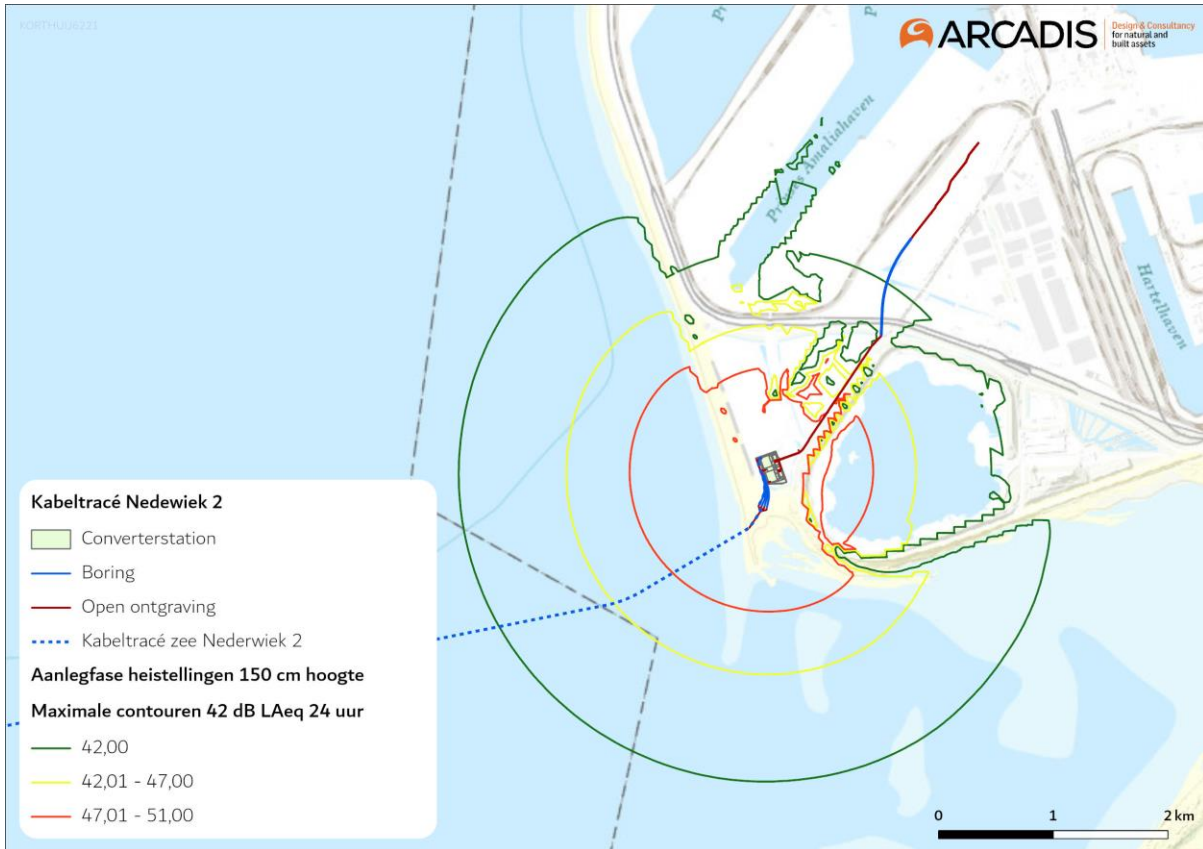 KORTHUIJ6221
ARCADIS
Design & Consultancy
for natural and
built assets
Prinses Amaliahaven
Hartelhaven
Kabeltracé Nedewiek 2
Converterstation
Boring
Open ontgraving
Kabeltracé zee Nederwiek 2
Aanlegfase heistellingen 150 cm hoogte
Maximale contouren 42 dB LAeq 24 uur
42,00
42,01 - 47,00
47,01 - 51,00
0 1 2 km